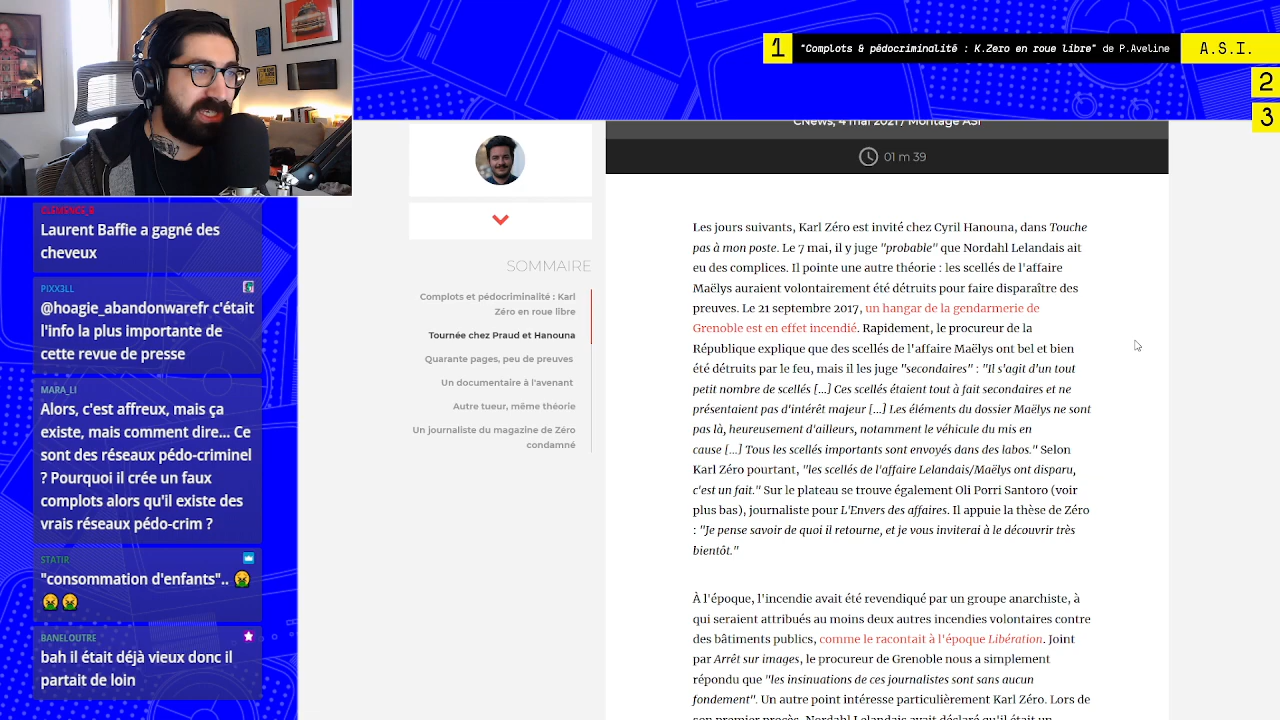 1 "Complots & pédocriminalité : K.Zero en roue libre" de P.Aveline A.S.I.
2
3
CLEMENCE_B
Laurent Baffie a gagné des
cheveux
PIXX3LL
@hoagie_abandonwarefr c'était
l'info la plus importante de
cette revue de presse
MARA_LI
Alors, c'est affreux, mais ça
existe, mais comment dire... Ce
sont des réseaux pédo-criminel
? Pourquoi il crée un faux
complots alors qu'il existe des
vrais réseaux pédo-crim ?
STATIR
"consommation d'enfants".. 🤮
🤮 🤮
BANELOUTRE
bah il était déjà vieux donc il
partait de loin
SOMMAIRE
Complots et pédocriminalité : Karl
Zéro en roue libre
Tournée chez Praud et Hanouna
Quarante pages, peu de preuves
Un documentaire à l'avenant
Autre tueur, même théorie
Un journaliste du magazine de Zéro
condamné
CNews, 4 mai 2021 / Montage ASI
01 m 39
Les jours suivants, Karl Zéro est invité chez Cyril Hanouna, dans Touche
pas à mon poste. Le 7 mai, il y juge "probable" que Nordahl Lelandais ait
eu des complices. Il pointe une autre théorie : les scellés de l'affaire
Maëlys auraient volontairement été détruits pour faire disparaître des
preuves. Le 21 septembre 2017, un hangar de la gendarmerie de
Grenoble est en effet incendié. Rapidement, le procureur de la
République explique que des scellés de l'affaire Maëlys ont bel et bien
été détruits par le feu, mais il les juge "secondaires" : "Il s'agit d'un tout
petit nombre de scellés [...] Ces scellés étaient tout à fait secondaires et ne
présentaient pas d'intérêt majeur [...] Les éléments du dossier Maëlys ne sont
pas là, heureusement d'ailleurs, notamment le véhicule du mis en
cause [...] Tous les scellés importants sont envoyés dans des labos." Selon
Karl Zéro pourtant, "les scellés de l'affaire Lelandais/Maëlys ont disparu,
c'est un fait." Sur le plateau se trouve également Oli Porri Santoro (voir
plus bas), journaliste pour L'Envers des affaires. Il appuie la thèse de Zéro
: "Je pense savoir de quoi il retourne, et je vous inviterai à le découvrir très
bientôt."
À l'époque, l'incendie avait été revendiqué par un groupe anarchiste, à
qui seraient attribués au moins deux autres incendies volontaires contre
des bâtiments publics, comme le racontait à l'époque Libération. Joint
par Arrêt sur images, le procureur de Grenoble nous a simplement
répondu que "les insinuations de ces journalistes sont sans aucun
fondement". Un autre point intéresse particulièrement Karl Zéro. Lors de
son premier procès, Nordahl Lelandais avait déclaré qu'il était un